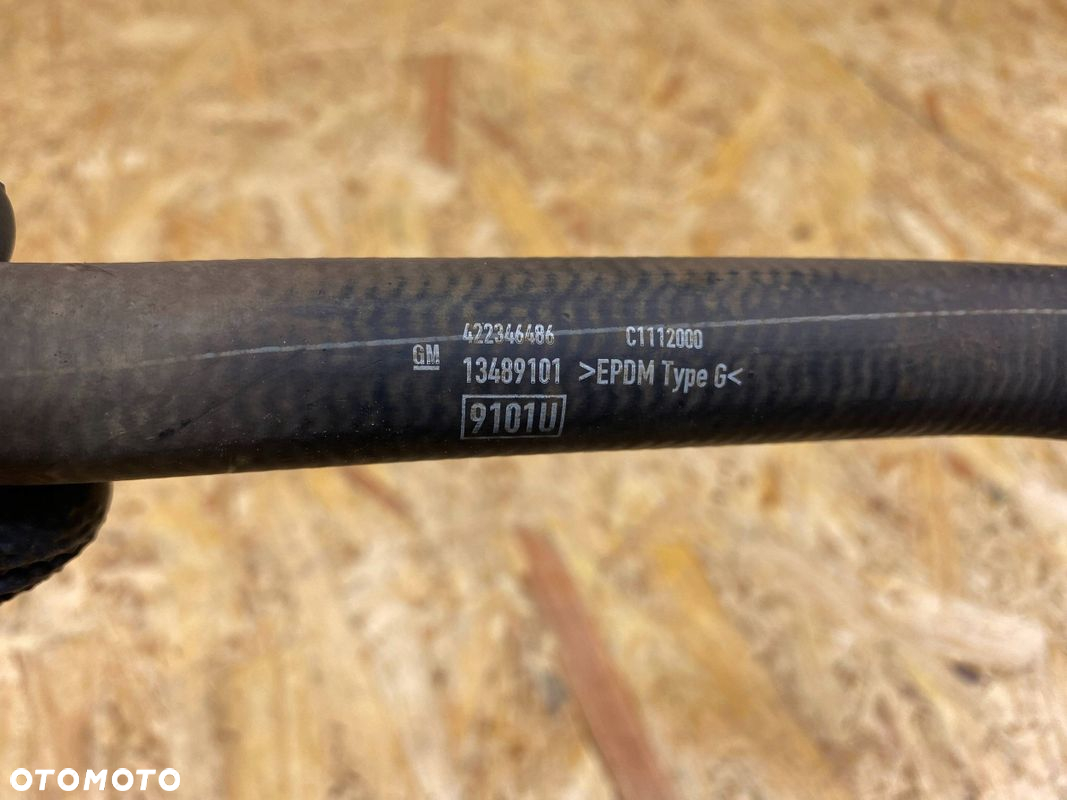 422346486 C1112000
GM 13489101 >EPDM Type G<
9101U
OTOMOTO